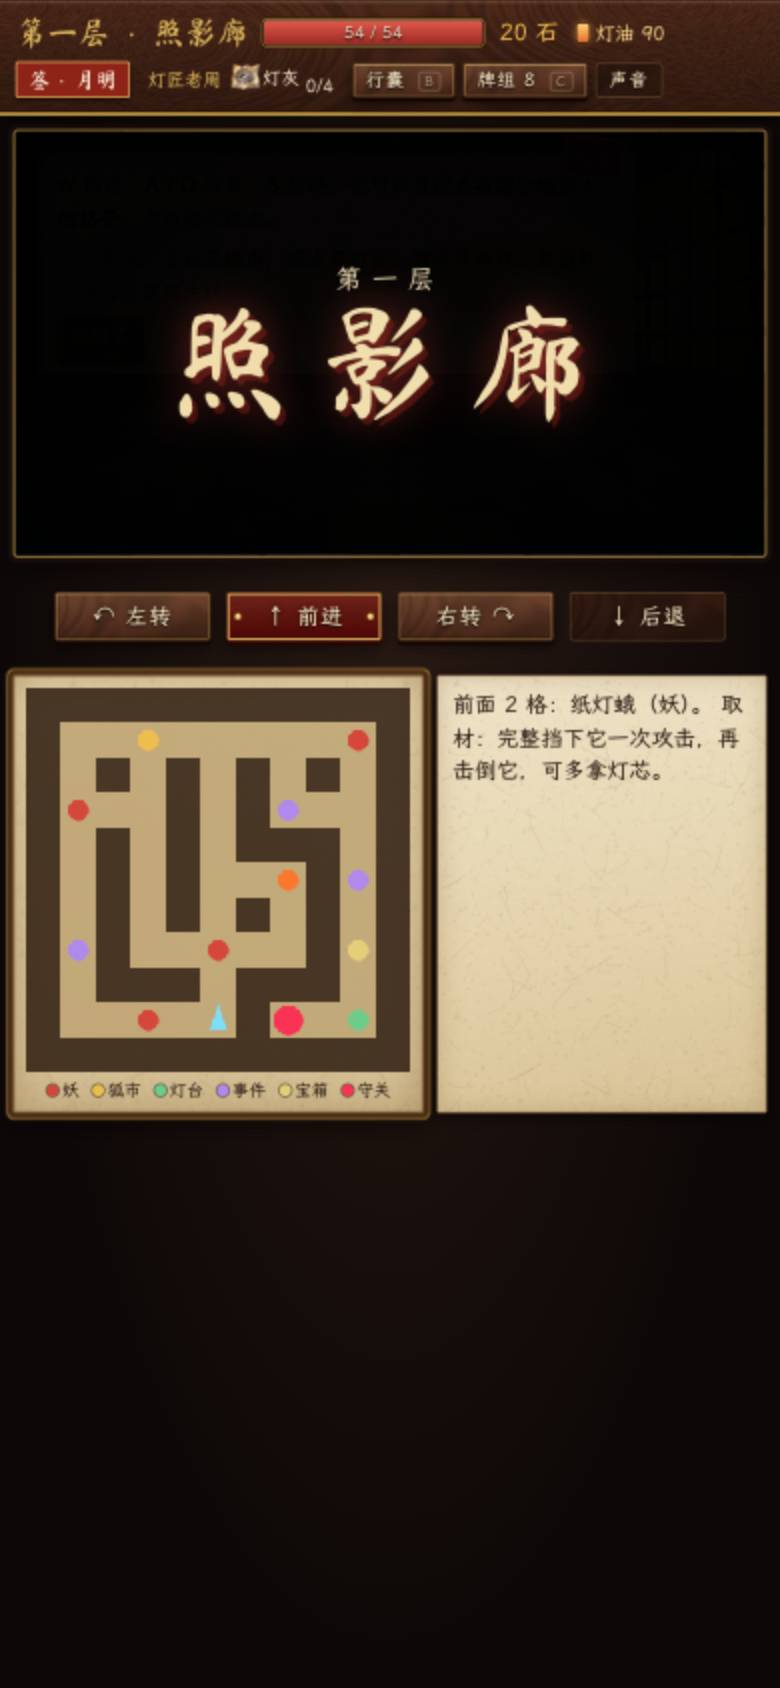 第一层 · 照影廊 54 / 54 20 石 灯油 90
签 · 月明 灯匠老周 灯灰 0/4 行囊 B 牌组 8 C 声音
第一层
照影廊
↶ 左转 ↑ 前进 右转 ↷ ↓ 后退
前面 2 格：纸灯蛾（妖）。 取
材：完整挡下它一次攻击，再
击倒它，可多拿灯芯。
妖 狐市 灯台 事件 宝箱 守关